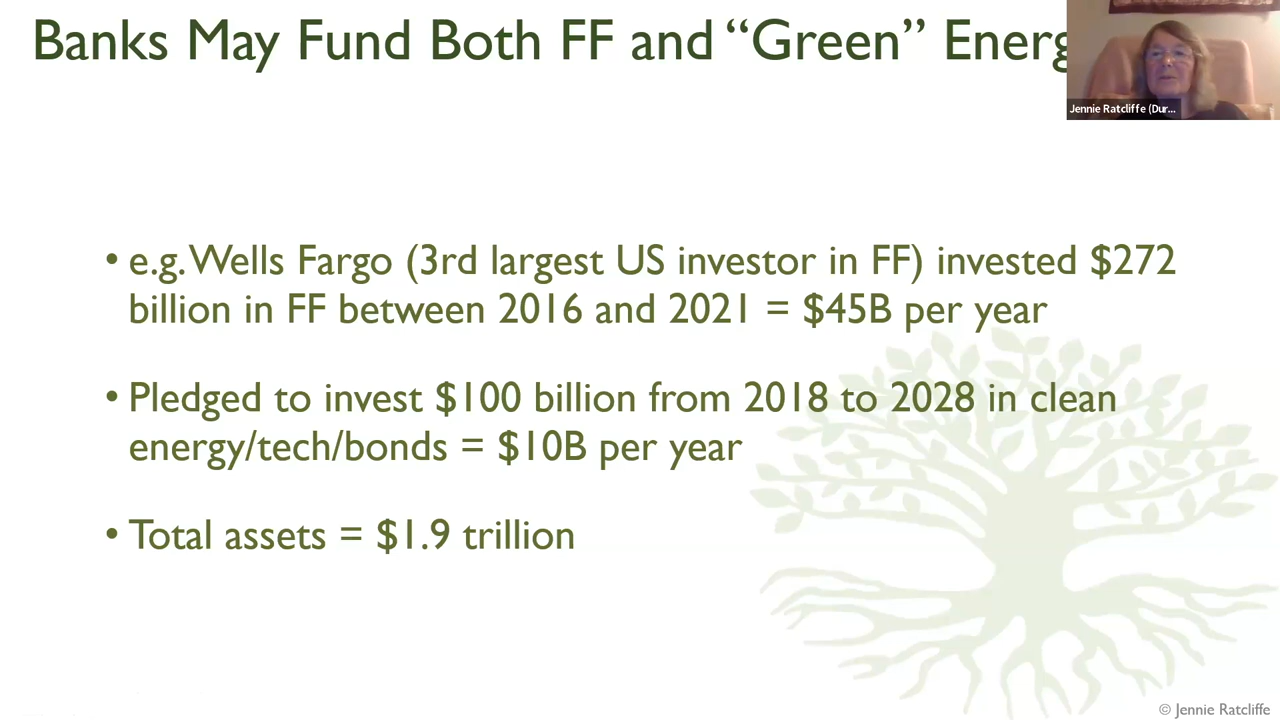 Banks May Fund Both FF and “Green” Energ
Jennie Ratcliffe (Dur...
• e.g. Wells Fargo (3rd largest US investor in FF) invested $272
billion in FF between 2016 and 2021 = $45B per year
• Pledged to invest $100 billion from 2018 to 2028 in clean
energy/tech/bonds = $10B per year
• Total assets = $1.9 trillion
© Jennie Ratcliffe